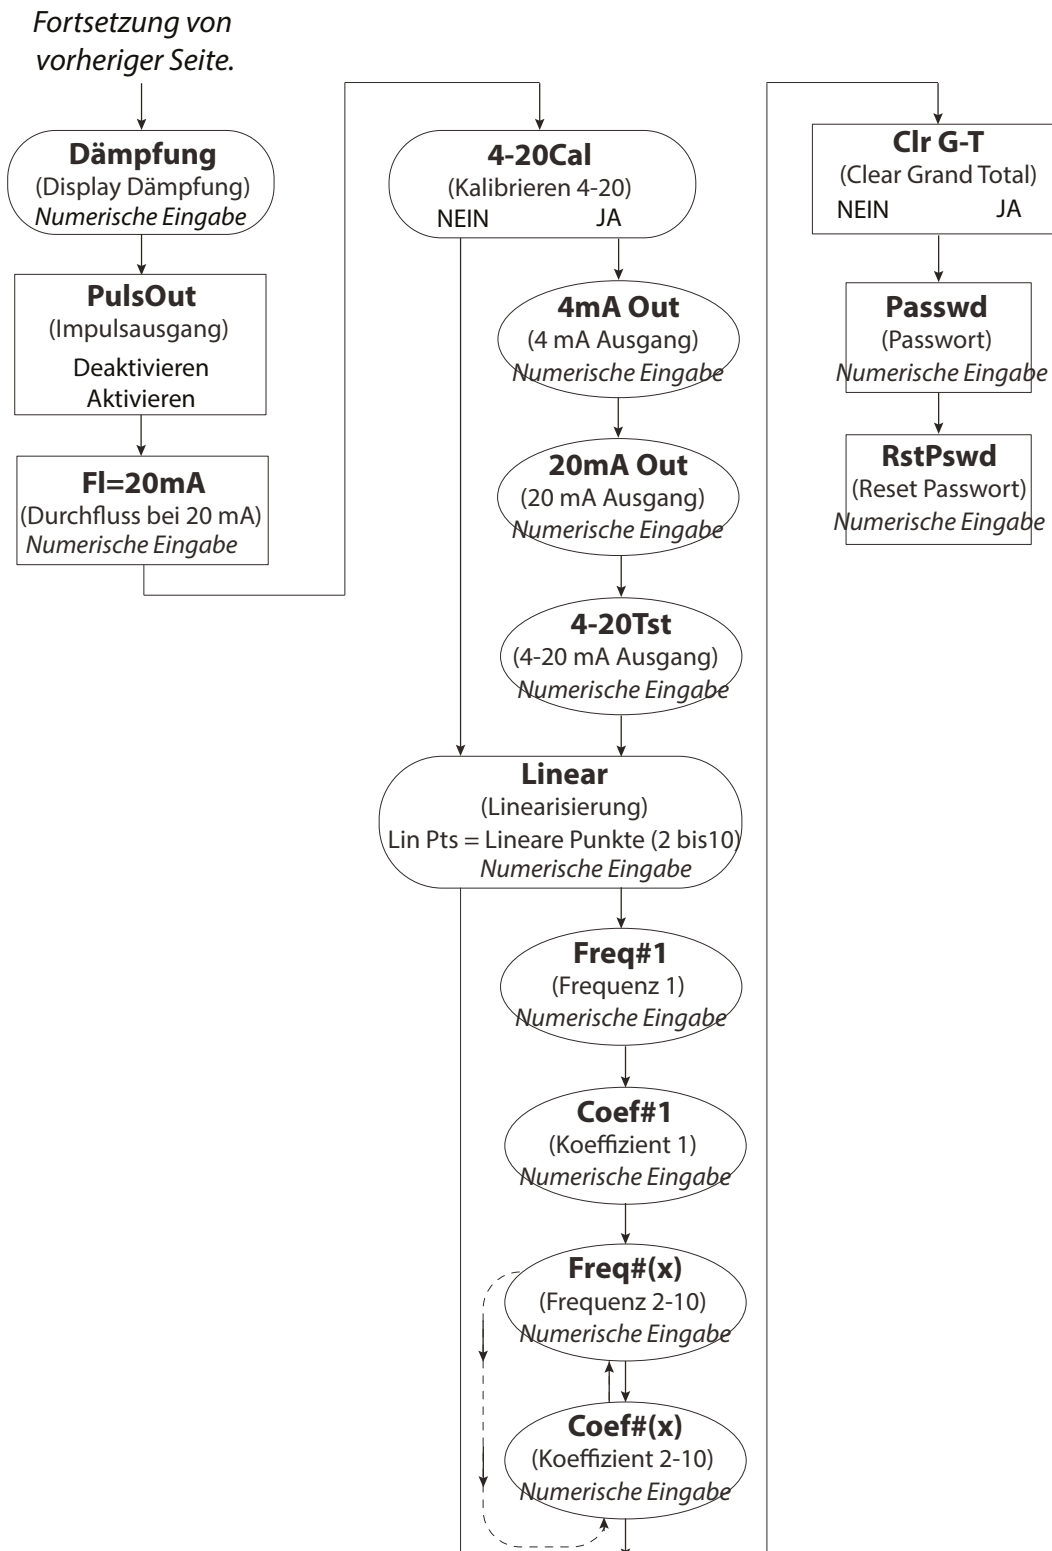 Fortsetzung von
vorheriger Seite.
Dämpfung
(Display Dämpfung)
Numerische Eingabe
PulsOut
(Impulsausgang)
Deaktivieren
Aktivieren
Fl=20mA
(Durchfluss bei 20 mA)
Numerische Eingabe
4-20Cal
(Kalibrieren 4-20)
NEIN JA
4mA Out
(4 mA Ausgang)
Numerische Eingabe
20mA Out
(20 mA Ausgang)
Numerische Eingabe
4-20Tst
(4-20 mA Ausgang)
Numerische Eingabe
Linear
(Linearisierung)
Lin Pts = Lineare Punkte (2 bis10)
Numerische Eingabe
Freq#1
(Frequenz 1)
Numerische Eingabe
Coef#1
(Koeffizient 1)
Numerische Eingabe
Freq#(x)
(Frequenz 2-10)
Numerische Eingabe
Coef#(x)
(Koeffizient 2-10)
Numerische Eingabe
Clr G-T
(Clear Grand Total)
NEIN JA
Passwd
(Passwort)
Numerische Eingabe
RstPswd
(Reset Passwort)
Numerische Eingabe